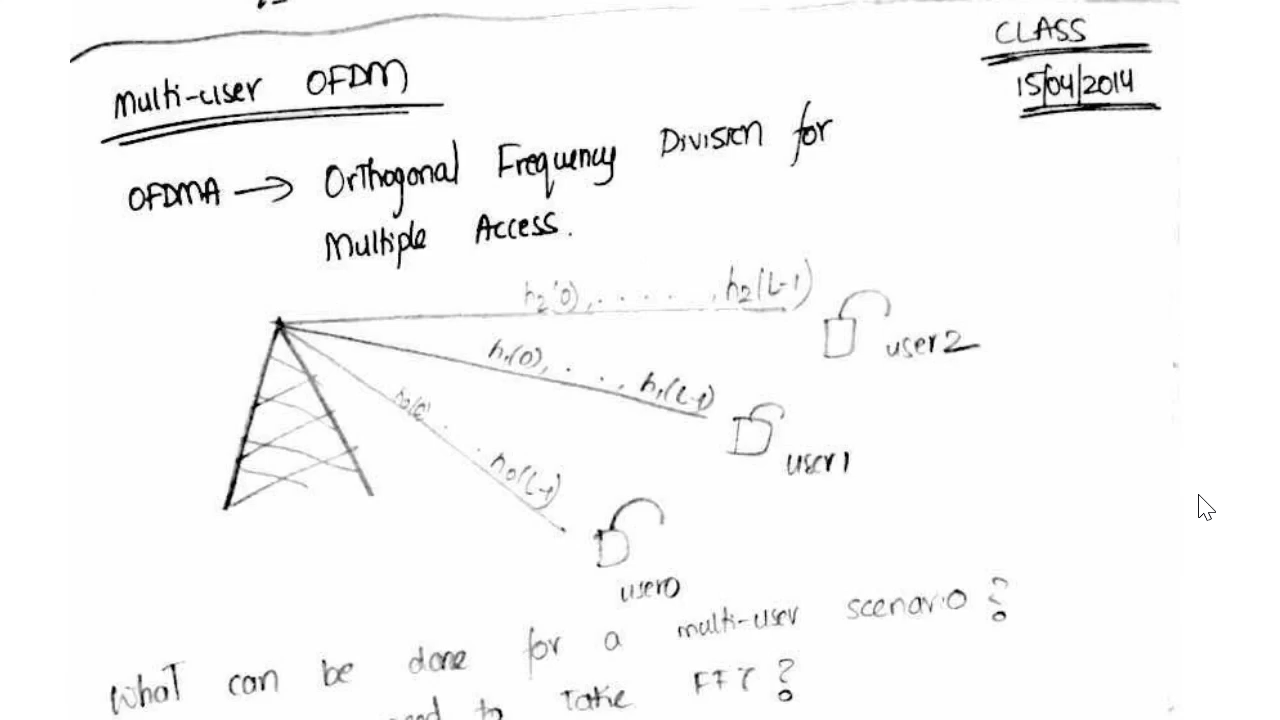 CLASS
15/04/2014
Multi-user OFDM
OFDMA → Orthogonal Frequency Division for
Multiple Access.
h2(0), . . . . . , h2(L-1)
user2
h1(0), . . . , h1(L-1)
user1
h0(0) . . . h0(L-1)
user0
What can be done for a multi-user scenario?
to Take FFT?